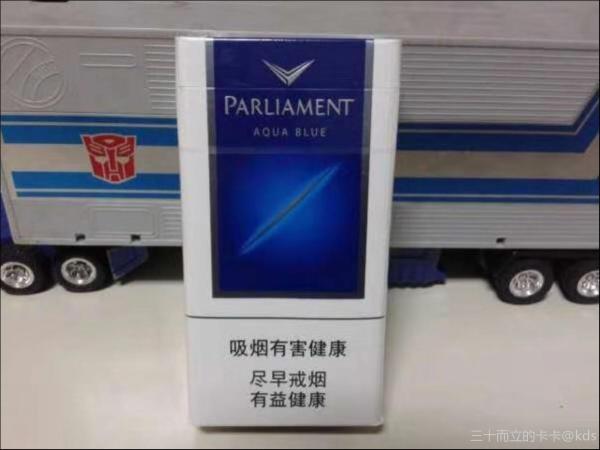 PARLIAMENT
AQUA BLUE
吸烟有害健康
尽早戒烟
有益健康
三十而立的卡卡@kds